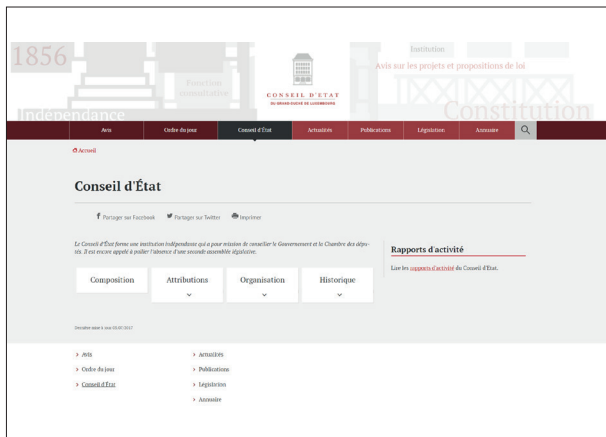 1856
Institution
Avis sur les projets et propositions de loi
Fonction
consultative
CONSEIL D'ETAT
DU GRAND-DUCHÉ DE LUXEMBOURG
Indépendance
Constitution
Avis
Ordre du jour
Conseil d'État
Actualités
Publications
Législation
Annuaire
Accueil
Conseil d'État
Partager sur Facebook
Partager sur Twitter
Imprimer
Le Conseil d'État forme une institution indépendante qui a pour mission de conseiller le Gouvernement et la Chambre des dépu-
tés. Il est encore appelé à pallier l'absence d'une seconde assemblée législative.
Rapports d'activité
Lire les rapports d'activité du Conseil d'Etat.
Composition
Attributions
Organisation
Historique
Dernière mise à jour
> Avis
> Ordre du jour
> Conseil d'État
> Actualités
> Publications
> Législation
> Annuaire